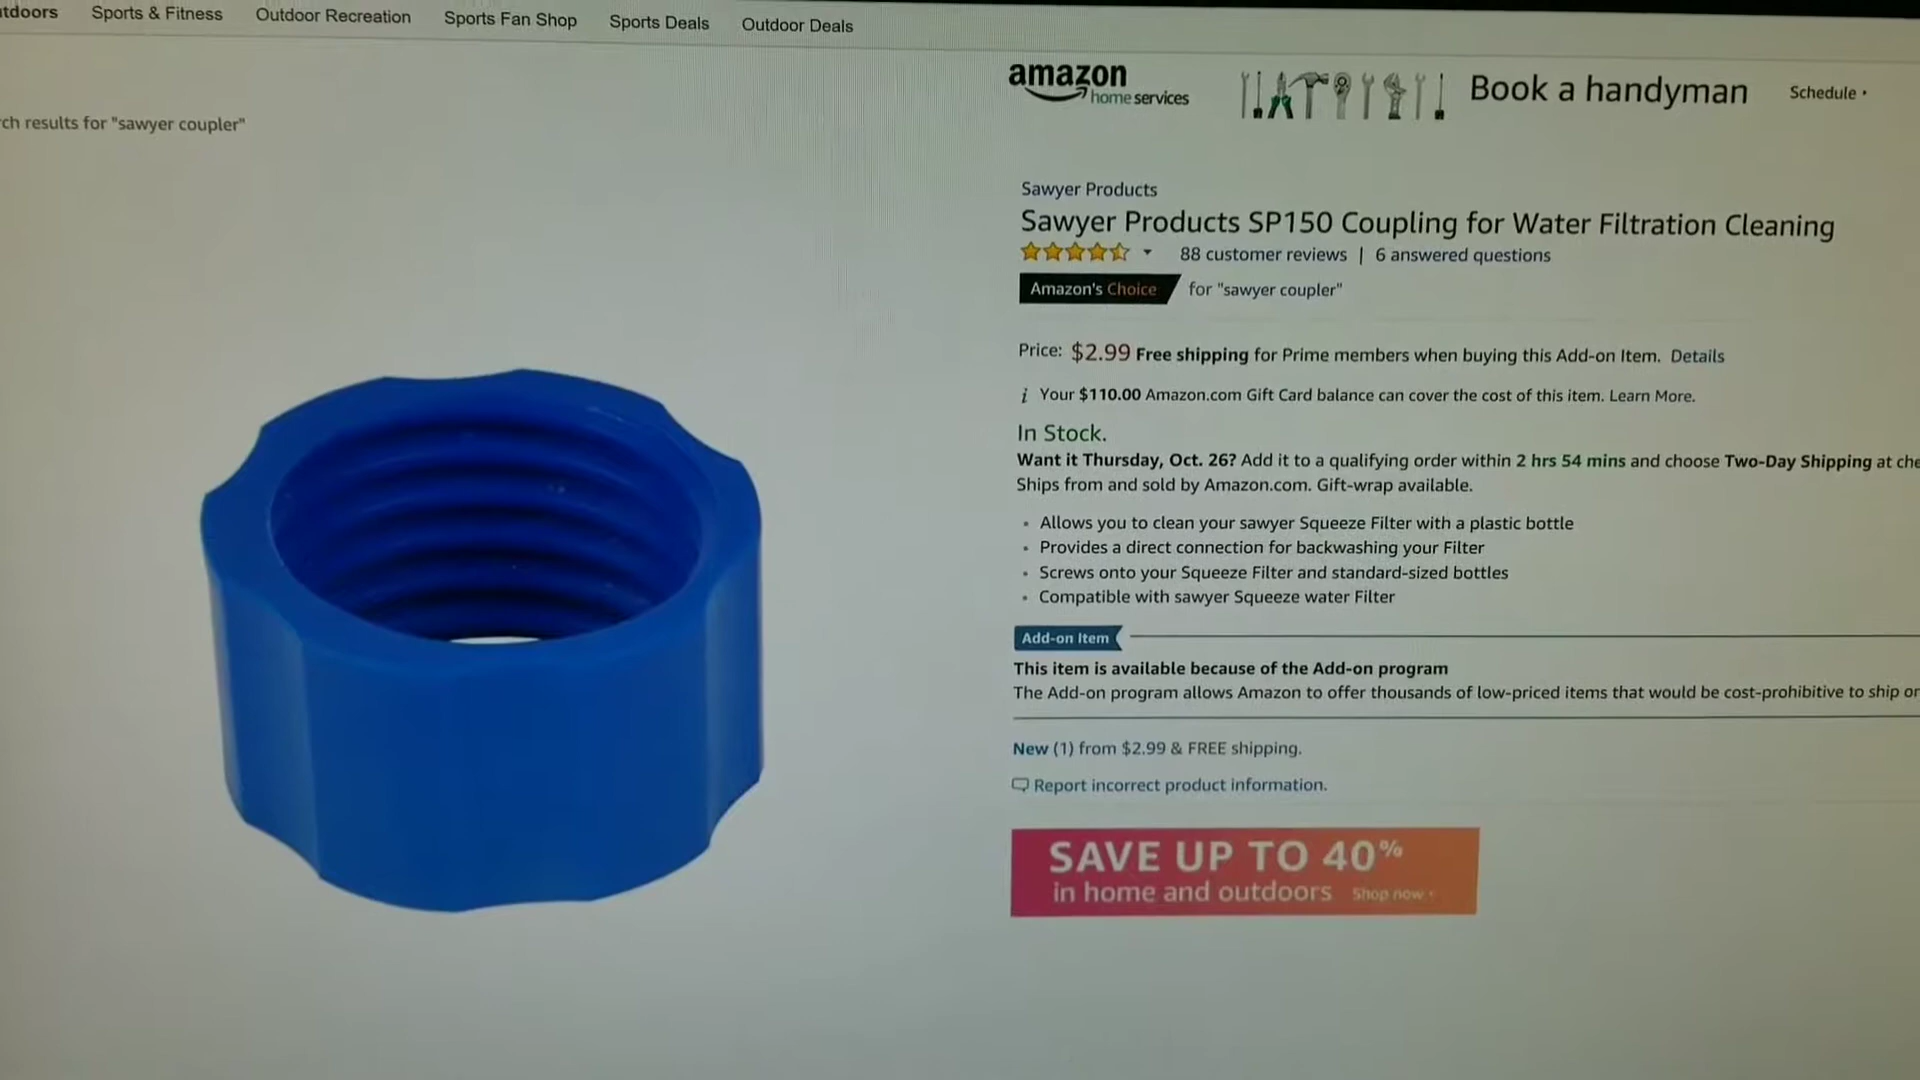 Sports & Fitness Outdoor Recreation Sports Fan Shop Sports Deals Outdoor Deals
amazon
home services
Book a handyman Schedule
results for "sawyer coupler"
Sawyer Products
Sawyer Products SP150 Coupling for Water Filtration Cleaning
88 customer reviews | 6 answered questions
Amazon's Choice for "sawyer coupler"
Price: $2.99 Free shipping for Prime members when buying this Add-on Item. Details
i Your $110.00 Amazon.com Gift Card balance can cover the cost of this item. Learn More.
In Stock.
Want it Thursday, Oct. 26? Add it to a qualifying order within 2 hrs 54 mins and choose Two-Day Shipping at
Ships from and sold by Amazon.com. Gift-wrap available.
• Allows you to clean your sawyer Squeeze Filter with a plastic bottle
• Provides a direct connection for backwashing your Filter
• Screws onto your Squeeze Filter and standard-sized bottles
• Compatible with sawyer Squeeze water Filter
Add-on Item
This item is available because of the Add-on program
The Add-on program allows Amazon to offer thousands of low-priced items that would be cost-prohibitive to ship
New (1) from $2.99 & FREE shipping.
Report incorrect product information.
SAVE UP TO 40%
in home and outdoors Shop now